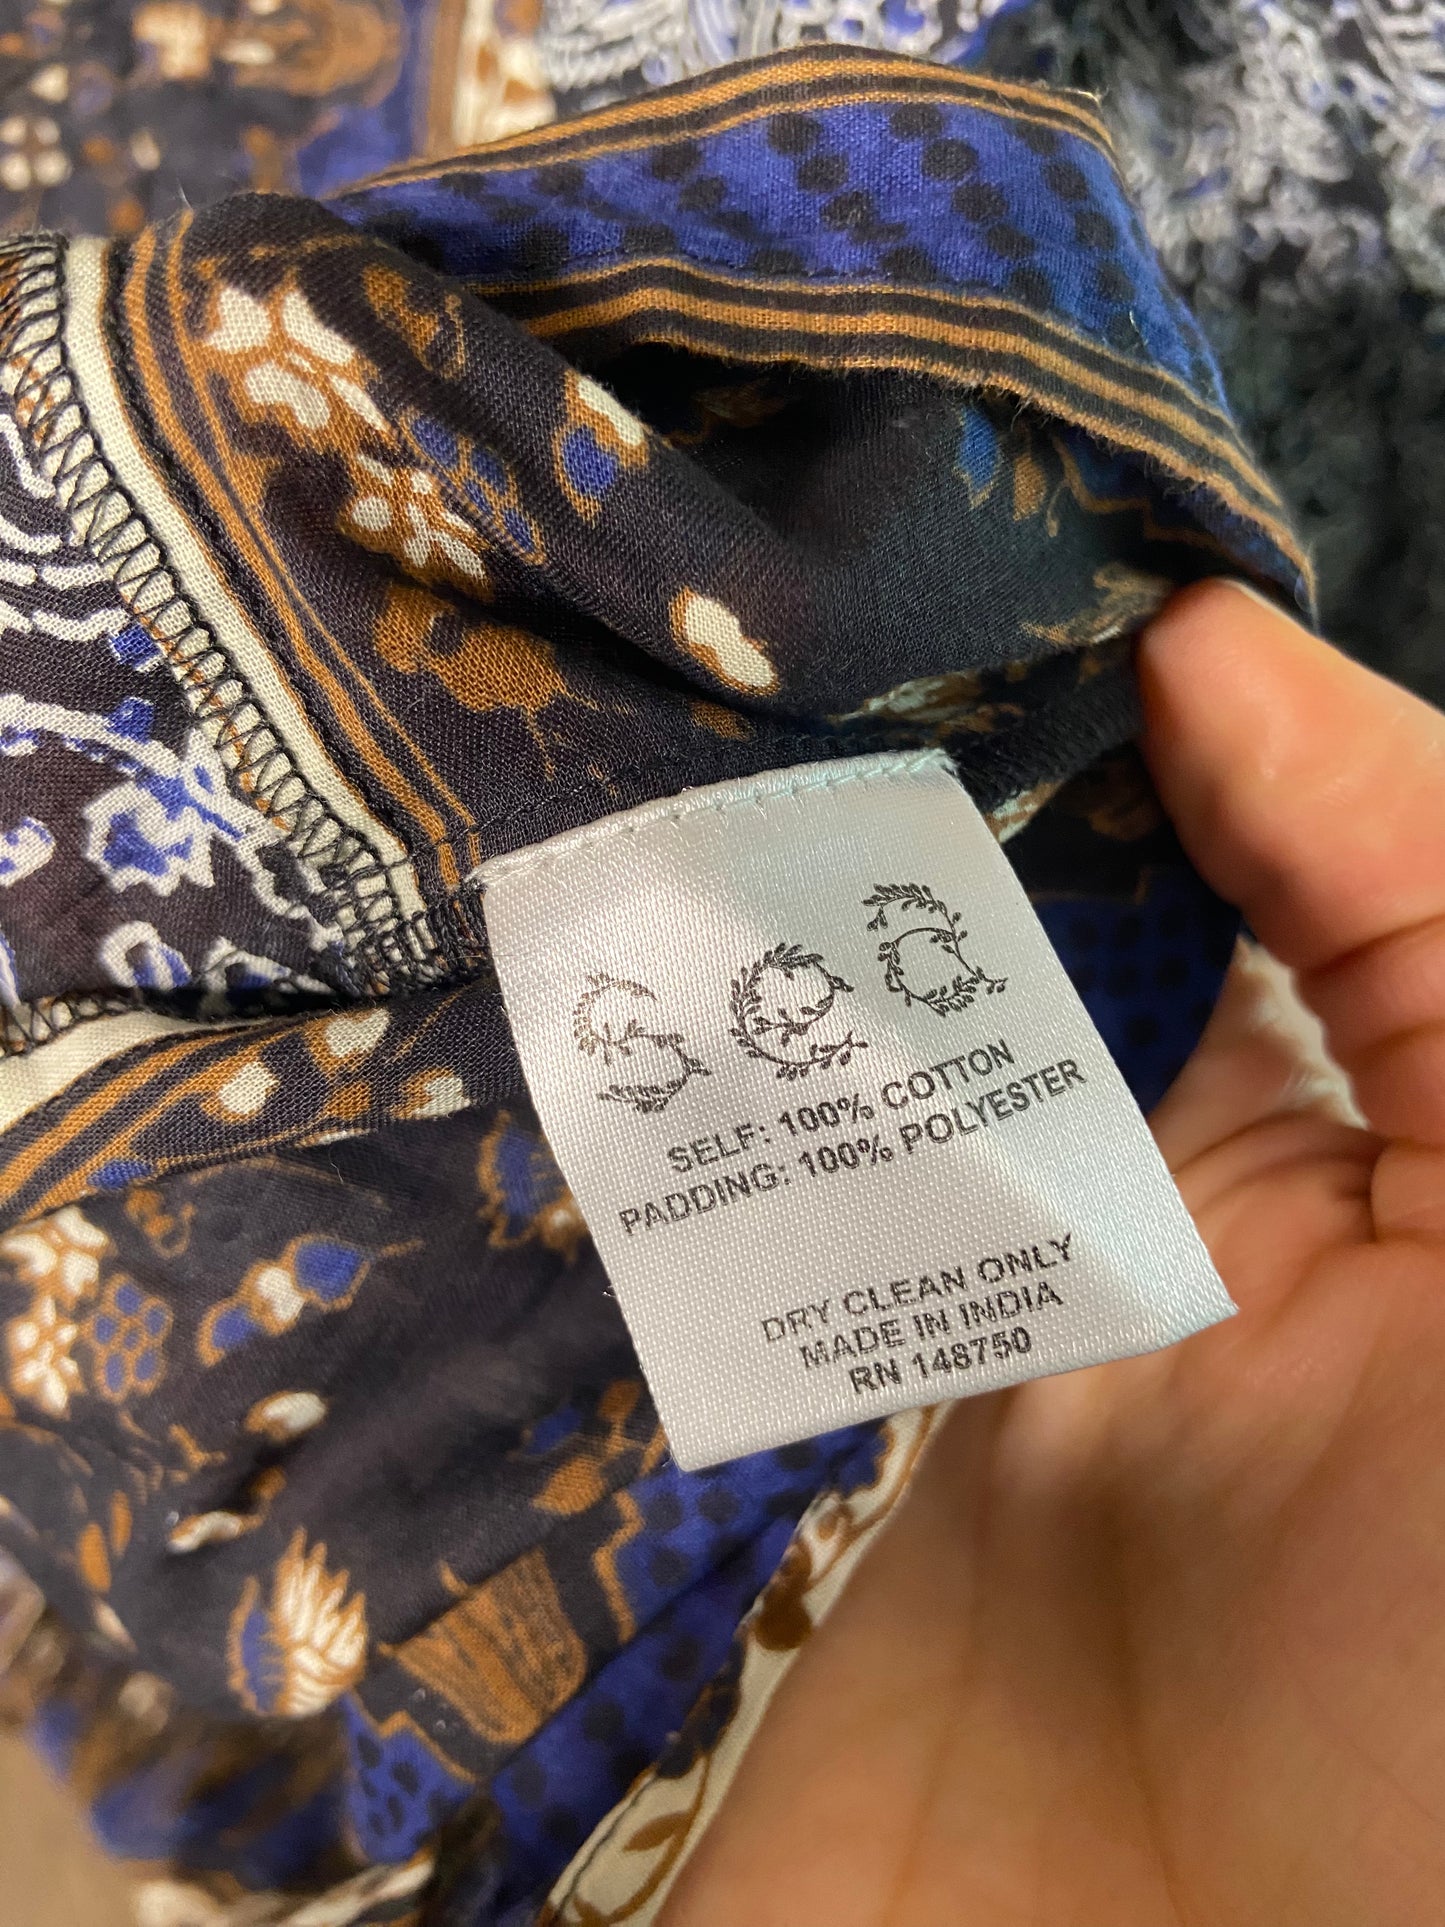 SELF: 100% COTTON
PADDING: 100% POLYESTER
DRY CLEAN ONLY
MADE IN INDIA
RN 148750